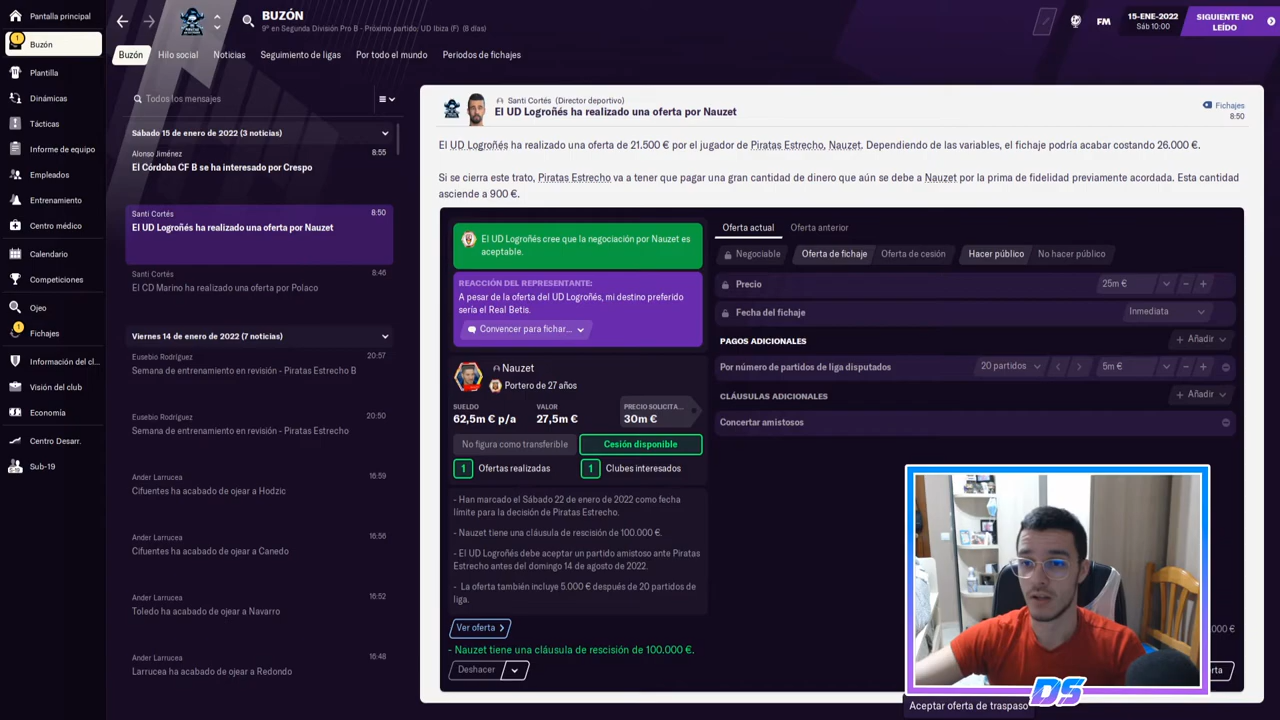 Pantalla principal
1
Buzón
Plantilla
Dinámicas
Tácticas
Informe de equipo
Empleados
Entrenamiento
Centro médico
Calendario
Competiciones
Ojeo
1
Fichajes
Información del cl...
Visión del club
Economía
Centro Desarr.
Sub-19
BUZÓN
9º en Segunda División Pro B - Próximo partido: UD Ibiza (F) (8 días)
FM
15-ENE-2022
Sáb 10:00
SIGUIENTE NO
LEÍDO
Buzón Hilo social Noticias Seguimiento de ligas Por todo el mundo Periodos de fichajes
Todos los mensajes
Sábado 15 de enero de 2022 (3 noticias)
Alonso Jiménez 8:55
El Córdoba CF B se ha interesado por Crespo
Santi Cortés 8:50
El UD Logroñés ha realizado una oferta por Nauzet
Santi Cortés 8:46
El CD Marino ha realizado una oferta por Polaco
Viernes 14 de enero de 2022 (7 noticias)
Eusebio Rodríguez 20:57
Semana de entrenamiento en revisión - Piratas Estrecho B
Eusebio Rodríguez 20:50
Semana de entrenamiento en revisión - Piratas Estrecho
Ander Larrucea 16:59
Cifuentes ha acabado de ojear a Hodzic
Ander Larrucea 16:56
Cifuentes ha acabado de ojear a Canedo
Ander Larrucea 16:52
Toledo ha acabado de ojear a Navarro
Ander Larrucea 16:48
Larrucea ha acabado de ojear a Redondo
Santi Cortés (Director deportivo)
El UD Logroñés ha realizado una oferta por Nauzet
Fichajes
8:50
El UD Logroñés ha realizado una oferta de 21.500 € por el jugador de Piratas Estrecho, Nauzet. Dependiendo de las variables, el fichaje podría acabar costando 26.000 €.
Si se cierra este trato, Piratas Estrecho va a tener que pagar una gran cantidad de dinero que aún se debe a Nauzet por la prima de fidelidad previamente acordada. Esta cantidad
asciende a 900 €.
El UD Logroñés cree que la negociación por Nauzet es
aceptable.
REACCIÓN DEL REPRESENTANTE:
A pesar de la oferta del UD Logroñés, mi destino preferido
sería el Real Betis.
Convencer para fichar...
Nauzet
Portero de 27 años
SUELDO VALOR PRECIO SOLICITA...
62,5m € p/a 27,5m € 30m €
No figura como transferible Cesión disponible
1 Ofertas realizadas 1 Clubes interesados
- Han marcado el Sábado 22 de enero de 2022 como fecha
límite para la decisión de Piratas Estrecho.
- Nauzet tiene una cláusula de rescisión de 100.000 €.
- El UD Logroñés debe aceptar un partido amistoso ante Piratas
Estrecho antes del domingo 14 de agosto de 2022.
- La oferta también incluye 5.000 € después de 20 partidos de
liga.
Ver oferta
- Nauzet tiene una cláusula de rescisión de 100.000 €.
Deshacer
Oferta actual Oferta anterior
Negociable Oferta de fichaje Oferta de cesión Hacer público No hacer público
Precio 25m €
Fecha del fichaje Inmediata
PAGOS ADICIONALES Añadir
Por número de partidos de liga disputados 20 partidos 5m €
CLÁUSULAS ADICIONALES Añadir
Concertar amistosos
DS
Aceptar oferta de traspaso